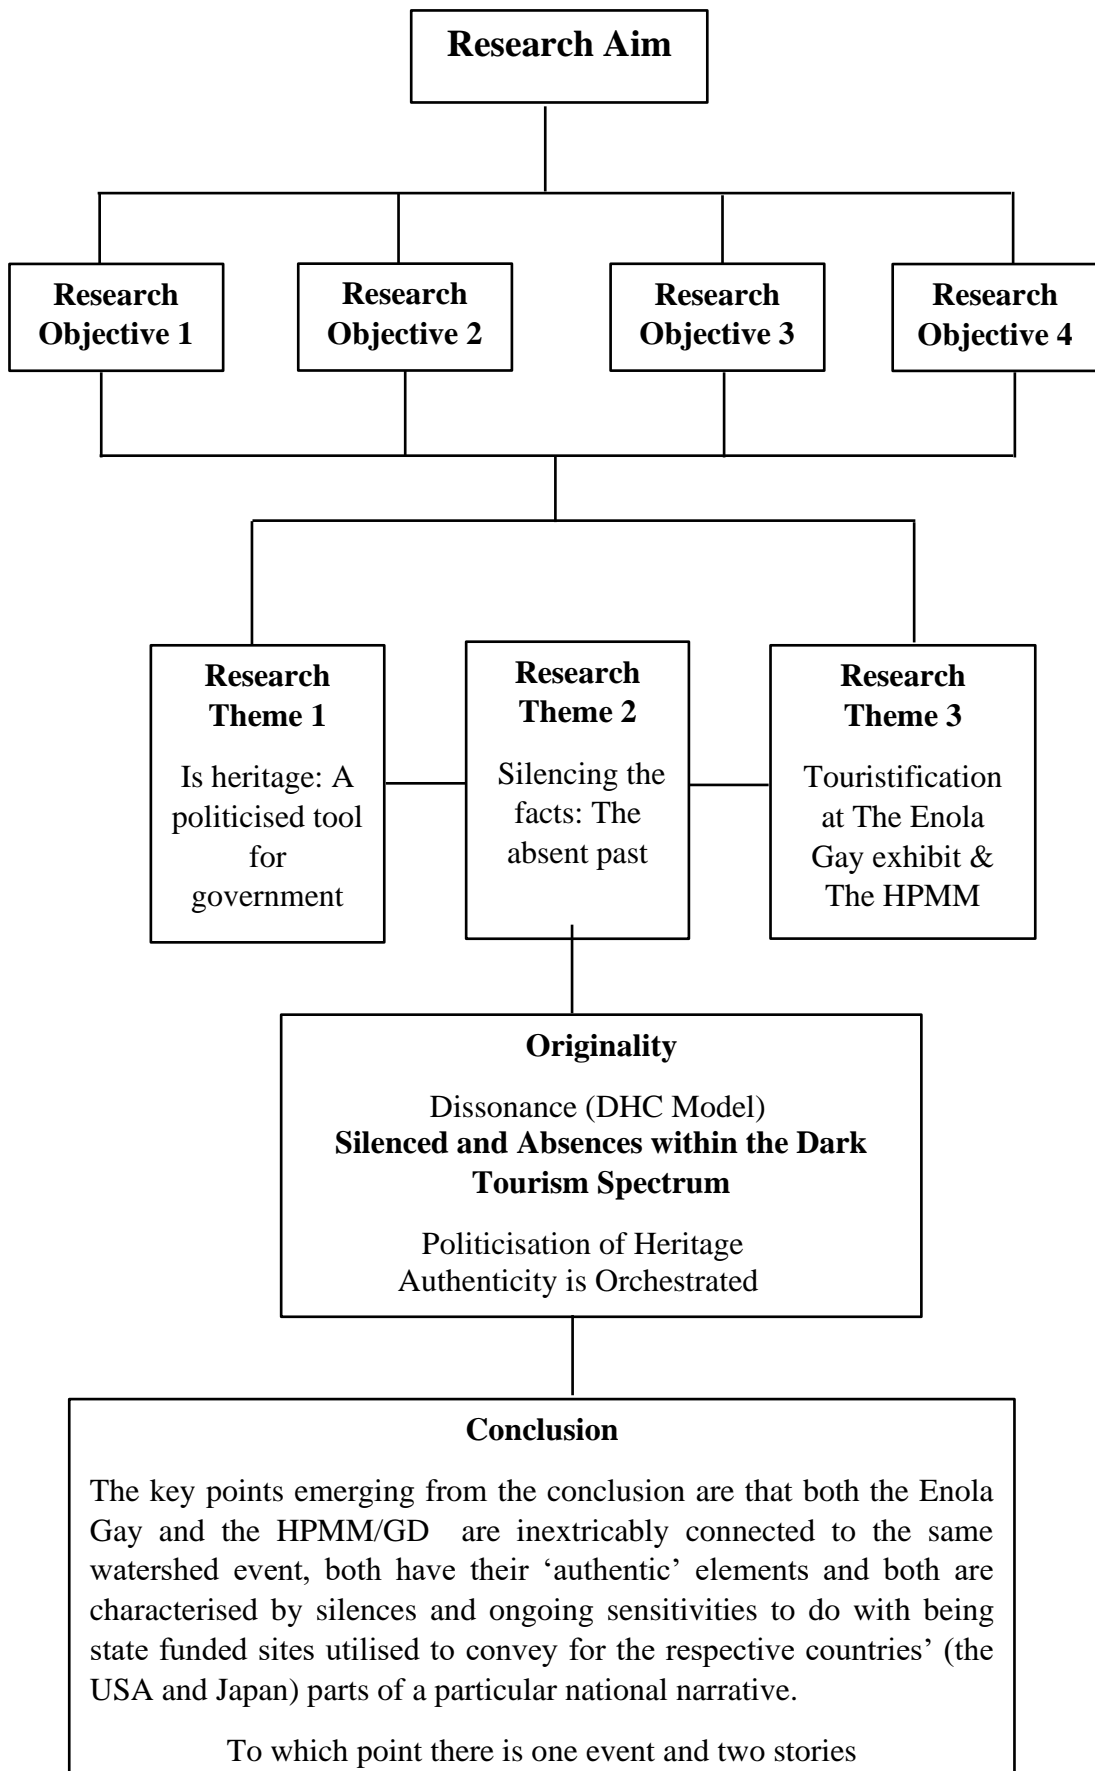 Research Aim
Research
Objective 1
Research
Objective 2
Research
Objective 3
Research
Objective 4
Research
Theme 1
Is heritage: A
politicised tool
for
government
Research
Theme 2
Silencing the
facts: The
absent past
Research
Theme 3
Touristification
at The Enola
Gay exhibit &
The HPMM
Originality
Dissonance (DHC Model)
Silenced and Absences within the Dark
Tourism Spectrum
Politicisation of Heritage
Authenticity is Orchestrated
Conclusion
The key points emerging from the conclusion are that both the Enola
Gay and the HPMM/GD are inextricably connected to the same
watershed event, both have their ‘authentic’ elements and both are
characterised by silences and ongoing sensitivities to do with being
state funded sites utilised to convey for the respective countries’ (the
USA and Japan) parts of a particular national narrative.
To which point there is one event and two stories